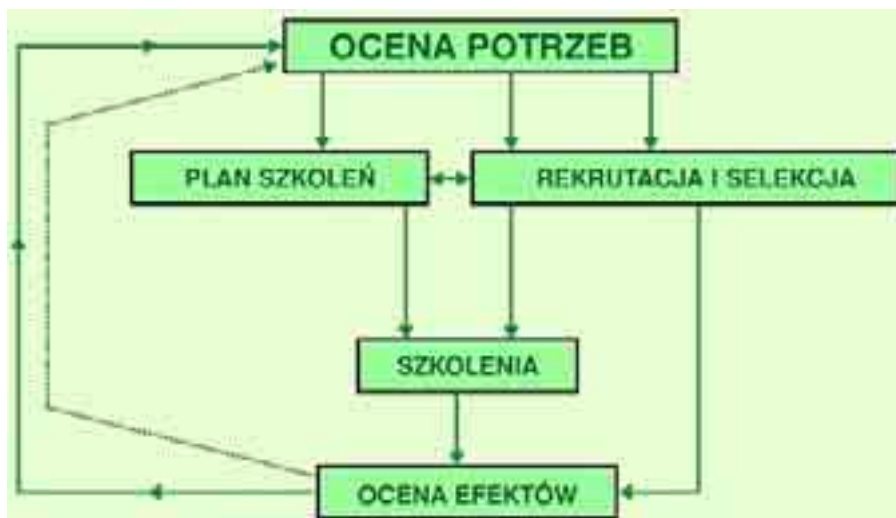 OCENA POTRZEB
PLAN SZKOLEŃ
REKRUTACJA I SELEKCJA
SZKOLENIA
OCENA EFEKTÓW